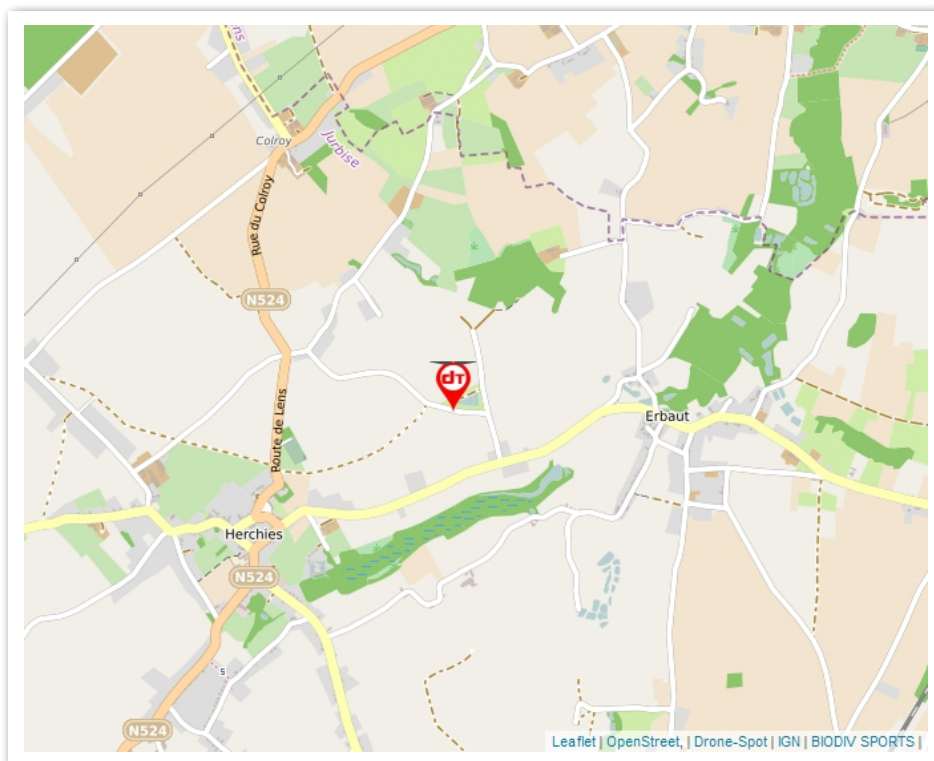 ns
Colroy
Jurbise
Rue du Colroy
N524
dT
Route de Lens
Erbaut
Herchies
N524
5
N524
Leaflet | OpenStreet, | Drone-Spot | IGN | BIODIV SPORTS |